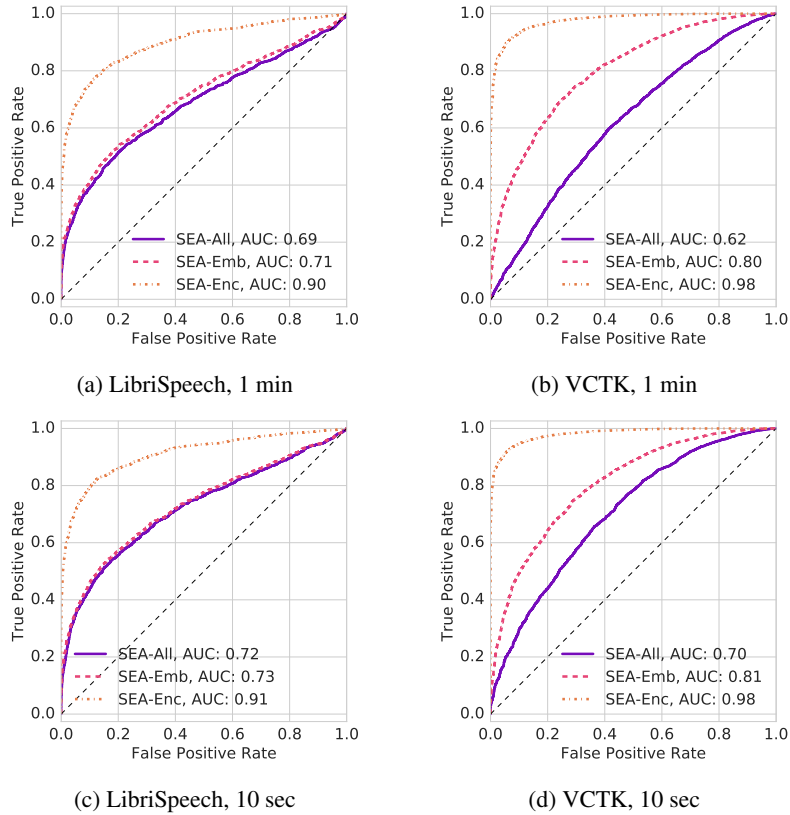 1.0
0.8
0.6
0.4
0.2
0.0
True Positive Rate
SEA-All, AUC: 0.69
SEA-Emb, AUC: 0.71
SEA-Enc, AUC: 0.90
0.0 0.2 0.4 0.6 0.8 1.0
False Positive Rate
(a) LibriSpeech, 1 min
1.0
0.8
0.6
0.4
0.2
0.0
True Positive Rate
SEA-All, AUC: 0.62
SEA-Emb, AUC: 0.80
SEA-Enc, AUC: 0.98
0.0 0.2 0.4 0.6 0.8 1.0
False Positive Rate
(b) VCTK, 1 min
1.0
0.8
0.6
0.4
0.2
0.0
True Positive Rate
SEA-All, AUC: 0.72
SEA-Emb, AUC: 0.73
SEA-Enc, AUC: 0.91
0.0 0.2 0.4 0.6 0.8 1.0
False Positive Rate
(c) LibriSpeech, 10 sec
1.0
0.8
0.6
0.4
0.2
0.0
True Positive Rate
SEA-All, AUC: 0.70
SEA-Emb, AUC: 0.81
SEA-Enc, AUC: 0.98
0.0 0.2 0.4 0.6 0.8 1.0
False Positive Rate
(d) VCTK, 10 sec